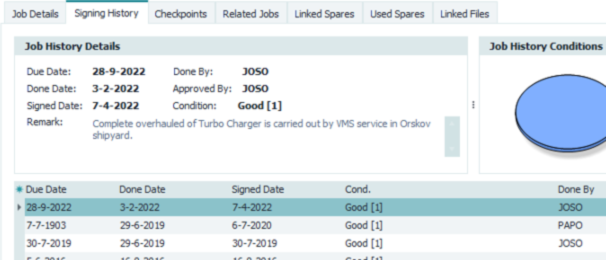 Job Details Signing History Checkpoints Related Jobs Linked Spares Used Spares Linked Files
Job History Details
Job History Conditions
Due Date: 28-9-2022 Done By: JOSO
Done Date: 3-2-2022 Approved By: JOSO
Signed Date: 7-4-2022 Condition: Good [1]
Remark: Complete overhauled of Turbo Charger is carried out by VMS service in Orskov
shipyard.
Due Date Done Date Signed Date Cond. Done By
28-9-2022 3-2-2022 7-4-2022 Good [1] JOSO
7-7-1903 29-6-2019 6-7-2020 Good [1] PAPO
30-7-2019 29-6-2019 30-7-2019 Good [1] JOSO